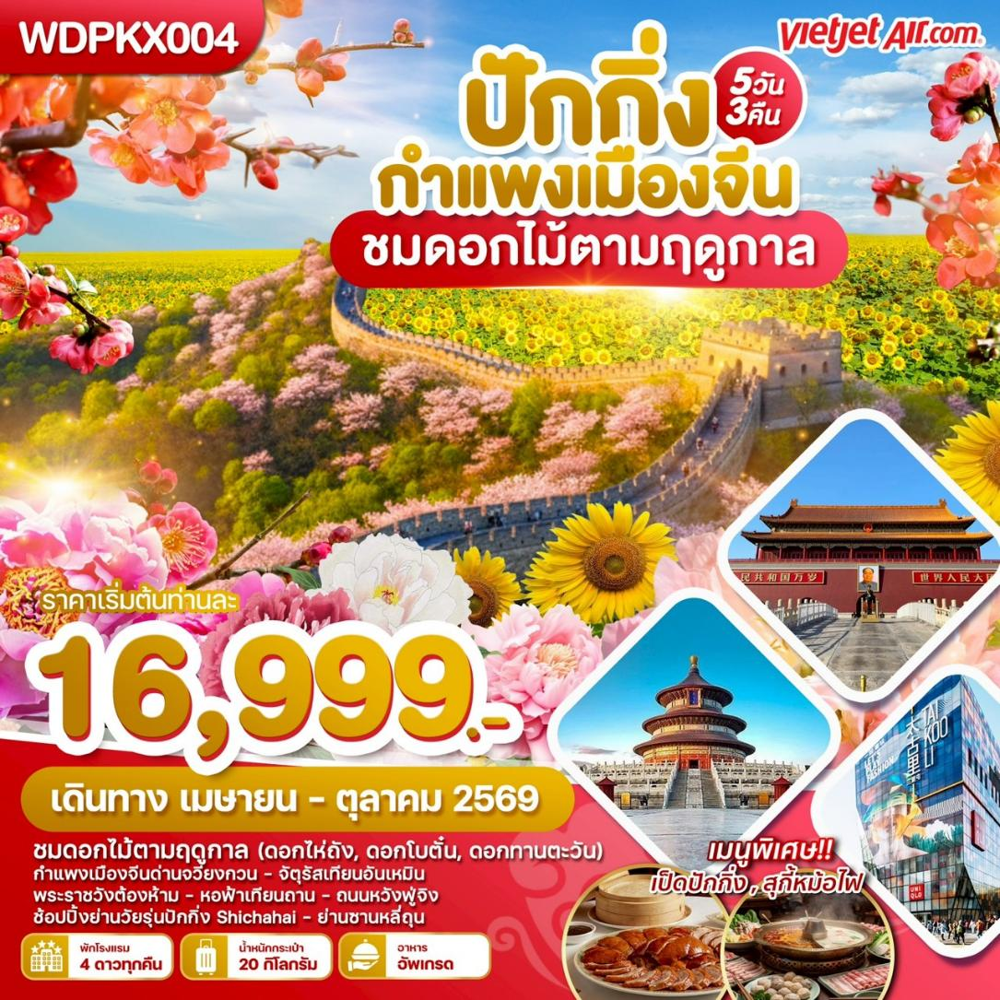 WDPKX004
vietjet Air.com
ปักกิ่ง
5วัน
3คืน
กำแพงเมืองจีน
ชมดอกไม้ตามฤดูกาล
民共和国万岁
世界人民大
ราคาเริ่มต้นท่านละ
16,999.-
TAI
KOO
LI
太古里
FASHION
UNI
QLO
เดินทาง เมษายน - ตุลาคม 2569
ชมดอกไม้ตามฤดูกาล (ดอกไห่ถัง, ดอกโบตั๋น, ดอกทานตะวัน)
กำแพงเมืองจีนด่านจวียงกวน - จัตุรัสเทียนอันเหมิน
พระราชวังต้องห้าม - หอฟ้าเทียนถาน - ถนนหวังฟู่จิง
ช้อปปิ้งย่านวัยรุ่นปักกิ่ง Shichahai - ย่านซานหลี่ถุน
เมนูพิเศษ!!
เป็ดปักกิ่ง , สุกี้หม้อไฟ
พักโรงแรม
4 ดาวทุกคืน
น้ำหนักกระเป๋า
20 กิโลกรัม
อาหาร
อัพเกรด